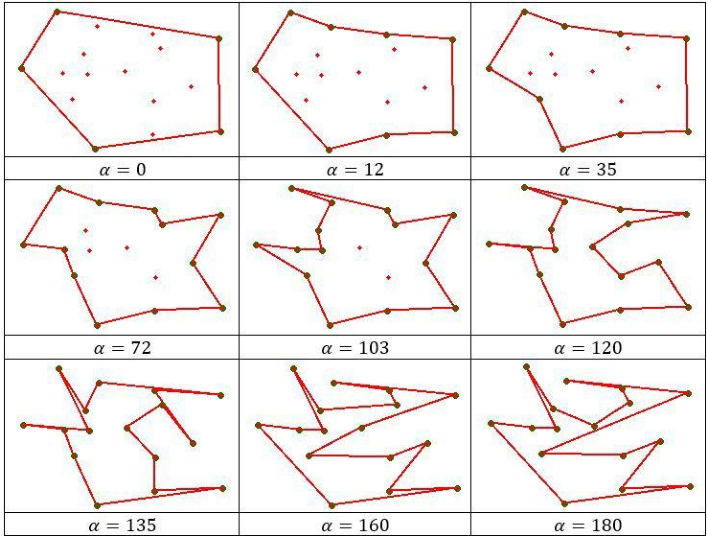 α = 0
α = 12
α = 35
α = 72
α = 103
α = 120
α = 135
α = 160
α = 180